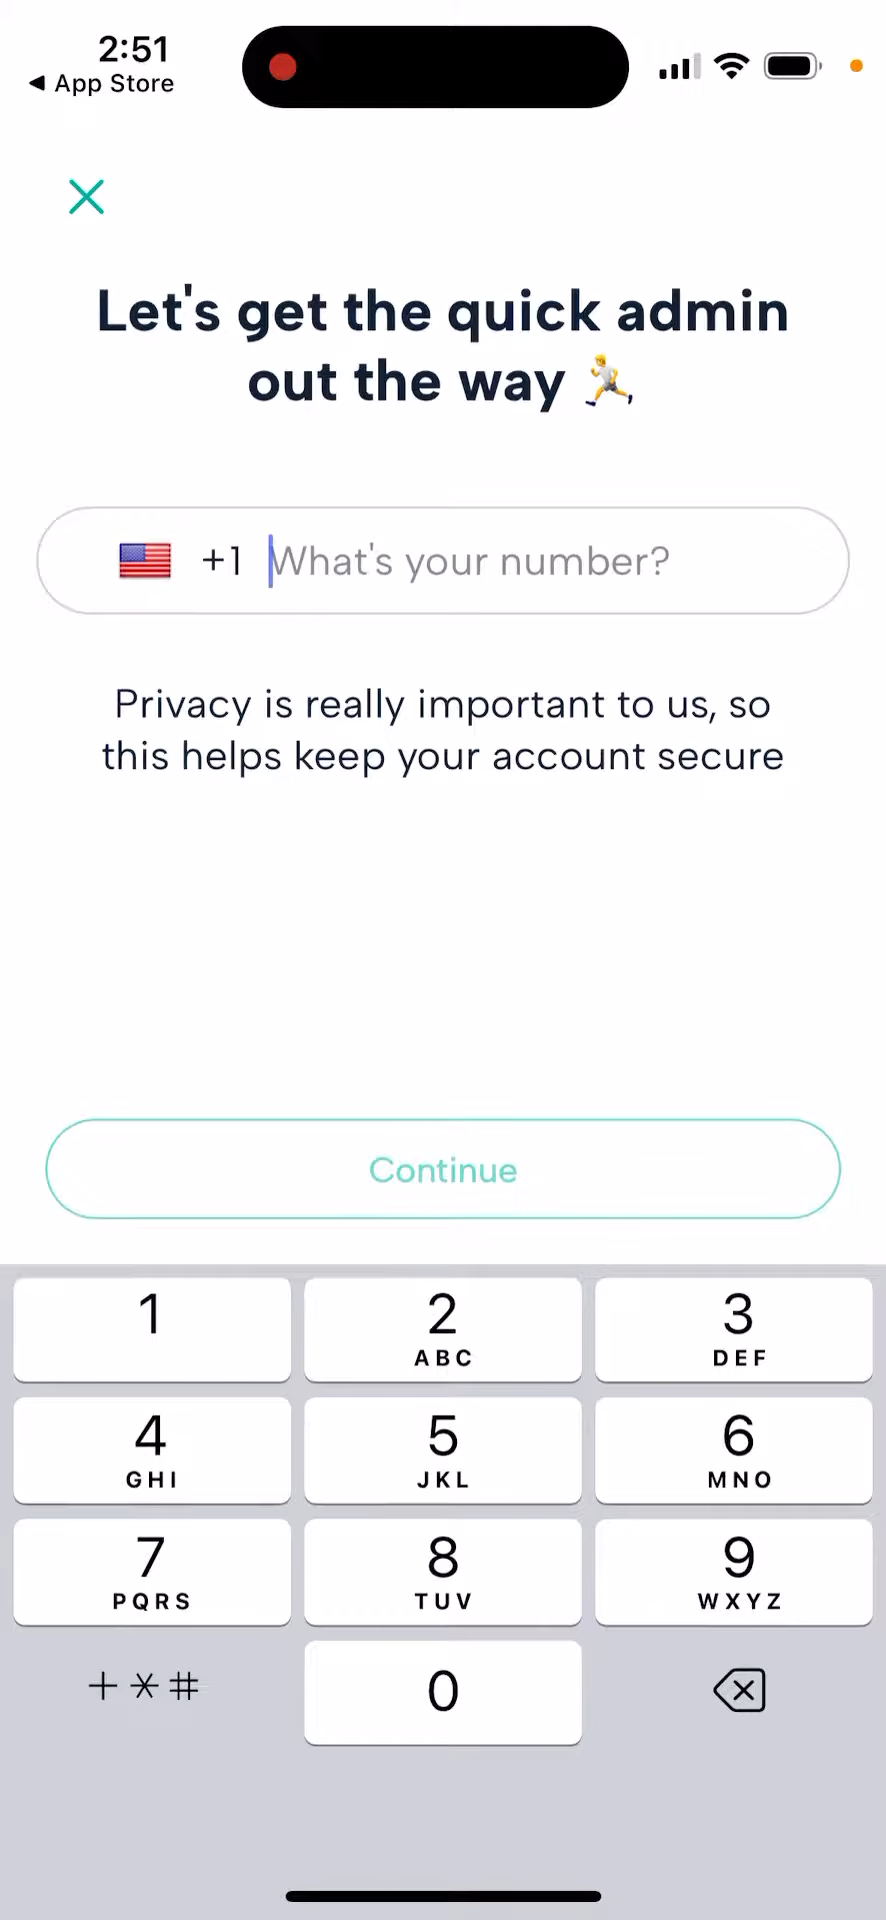 2:51
◀ App Store
Let's get the quick admin
out the way 🏃
+1 What's your number?
Privacy is really important to us, so
this helps keep your account secure
Continue
1
2
ABC
3
DEF
4
GHI
5
JKL
6
MNO
7
PQRS
8
TUV
9
WXYZ
+*#
0